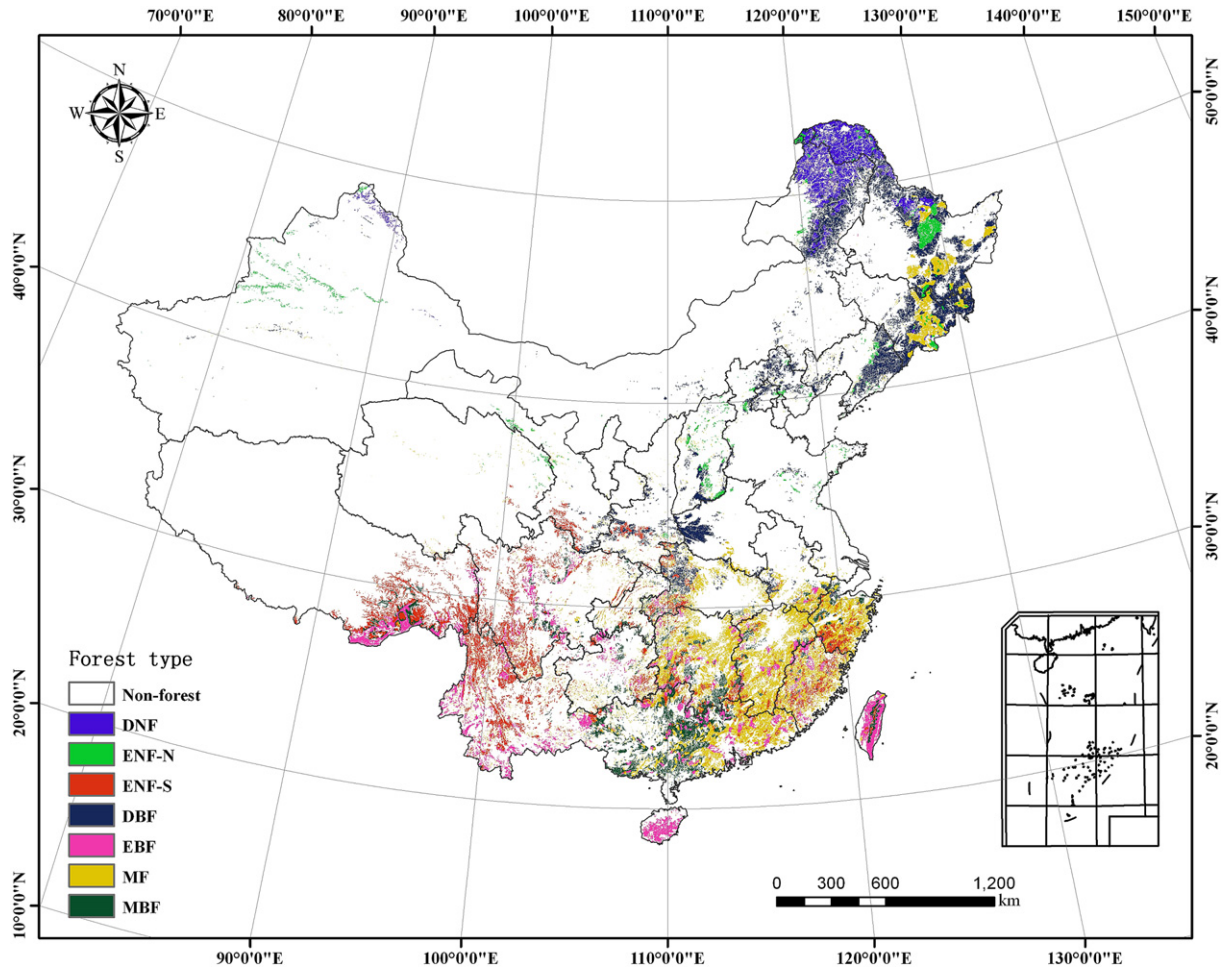 70°0'0"E 80°0'0"E 90°0'0"E 100°0'0"E 110°0'0"E 120°0'0"E 130°0'0"E 140°0'0"E 150°0'0"E
N
W E
S
50°0'0"N
40°0'0"N
40°0'0"N
30°0'0"N
30°0'0"N
20°0'0"N
20°0'0"N
10°0'0"N
Forest type
Non-forest
DNF
ENF-N
ENF-S
DBF
EBF
MF
MBF
0 300 600 1,200
km
90°0'0"E 100°0'0"E 110°0'0"E 120°0'0"E 130°0'0"E